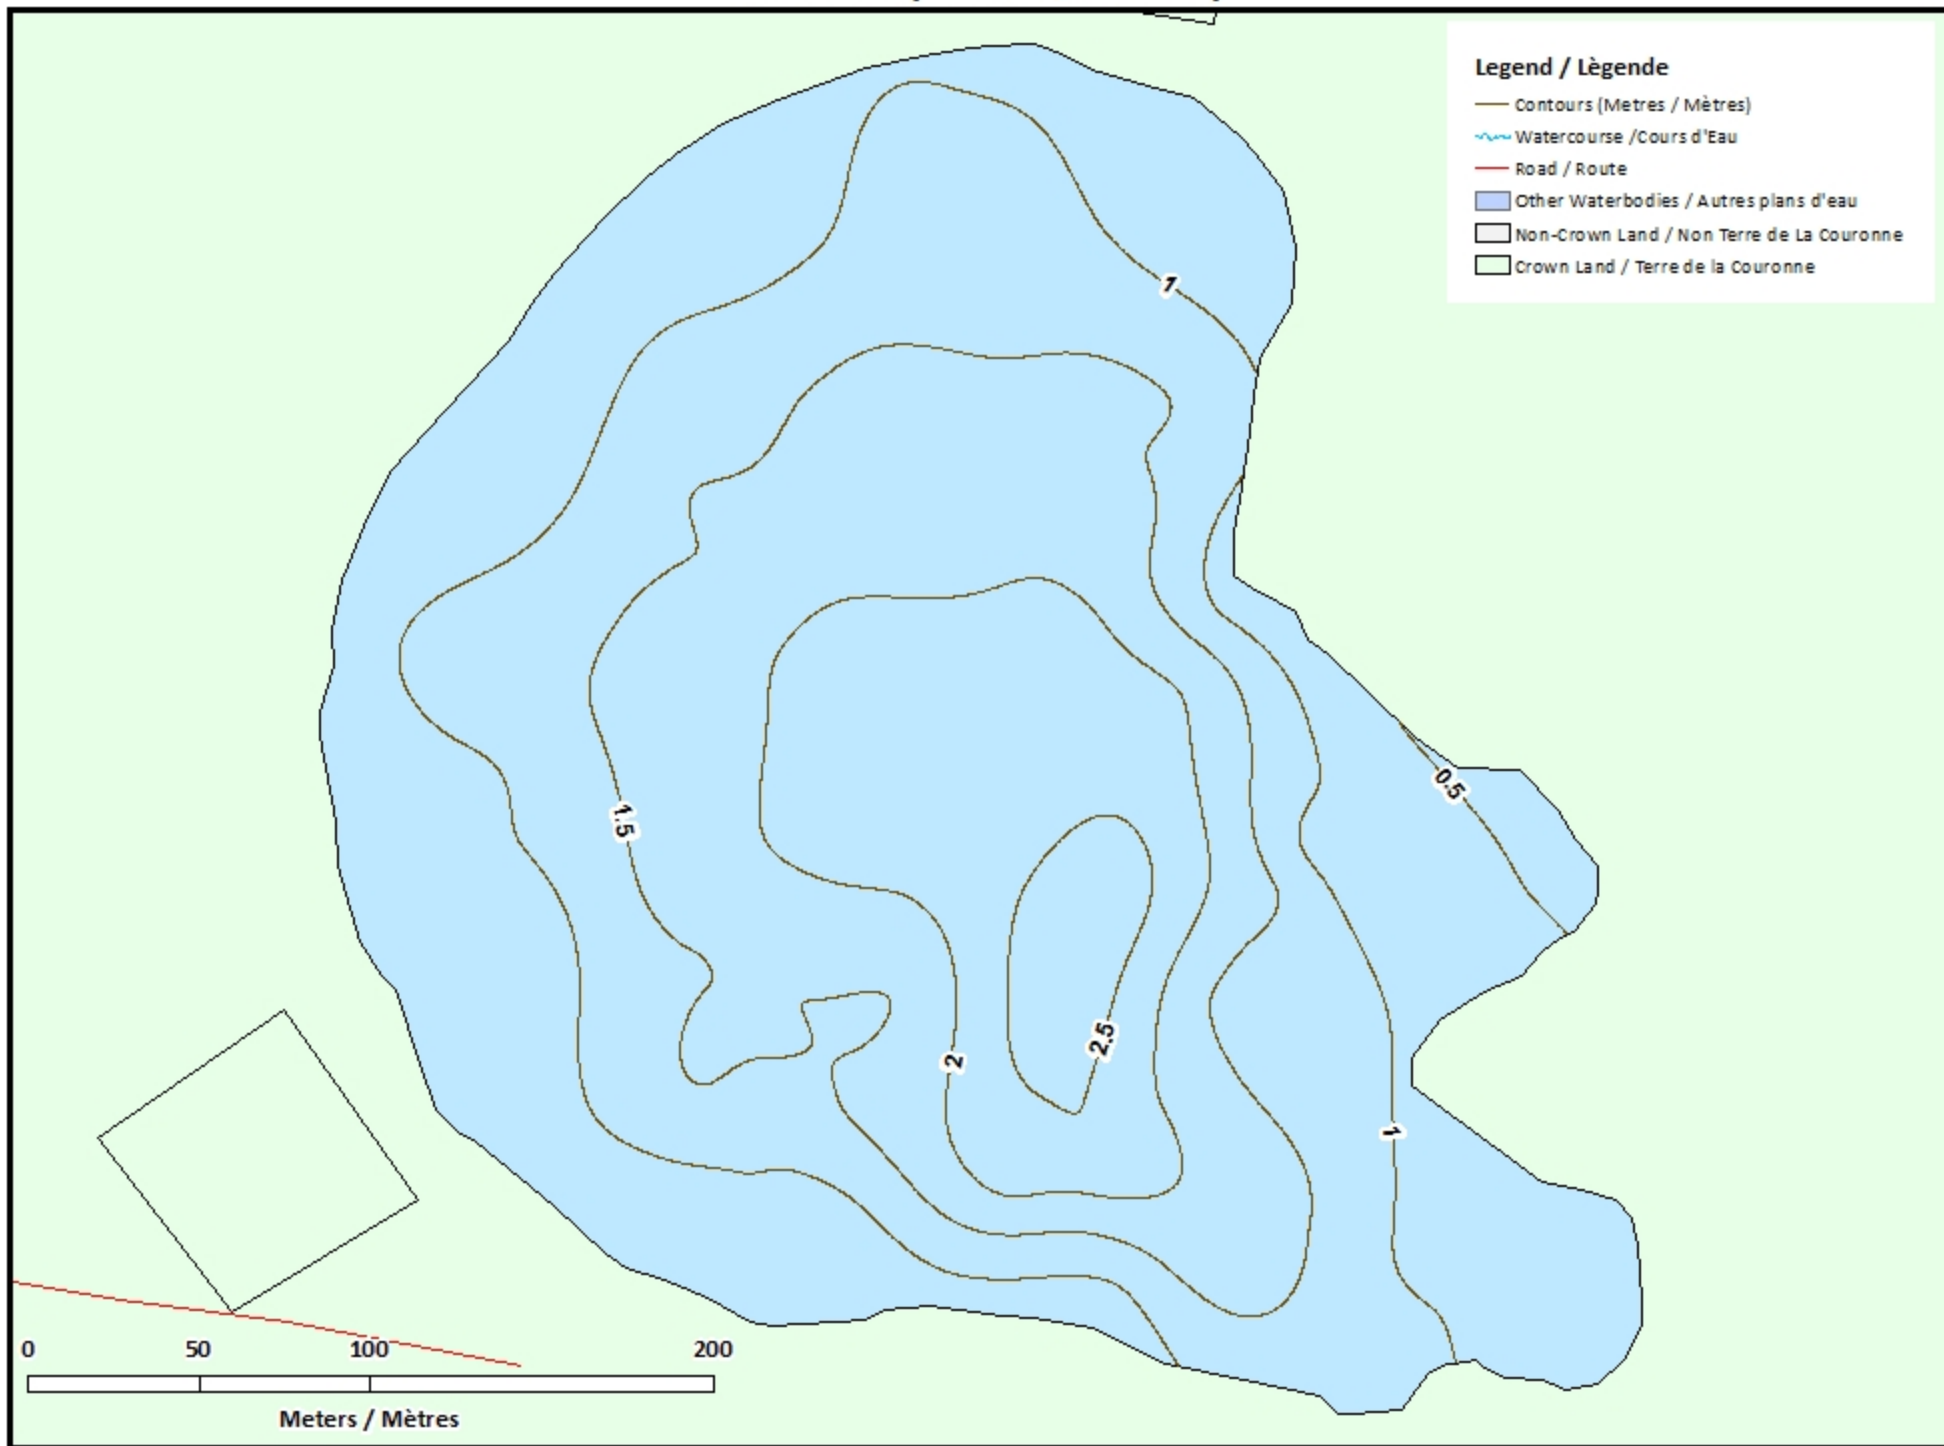 Legend / Lègende
Contours (Metres / Mètres)
Watercourse /Cours d'Eau
Road / Route
Other Waterbodies / Autres plans d'eau
Non-Crown Land / Non Terre de La Couronne
Crown Land / Terre de la Couronne
1
0.5
1.5
2.5
2
1
0 50 100 200
Meters / Mètres